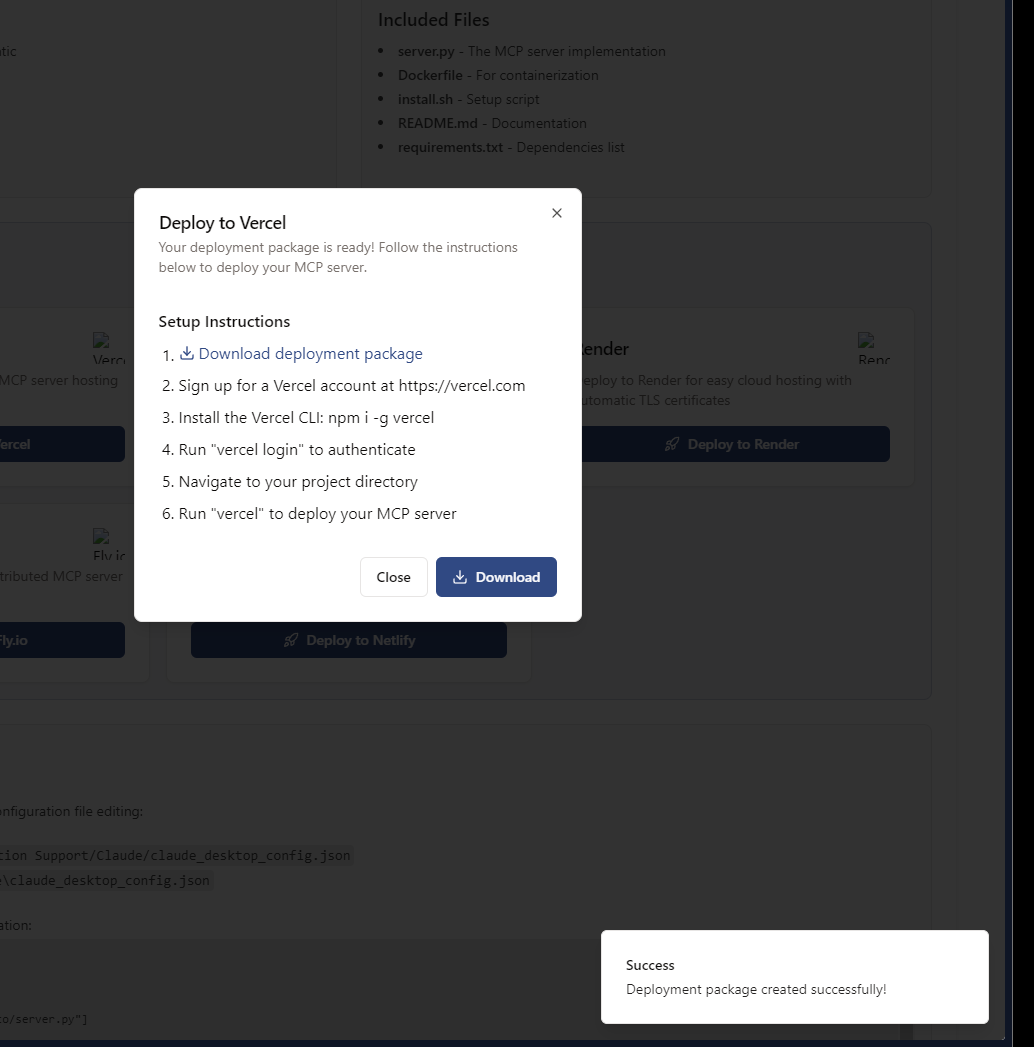 Included Files
tic
server.py - The MCP server implementation
Dockerfile - For containerization
install.sh - Setup script
README.md - Documentation
requirements.txt - Dependencies list
Deploy to Vercel
Your deployment package is ready! Follow the instructions
below to deploy your MCP server.
Setup Instructions
1. Download deployment package
2. Sign up for a Vercel account at https://vercel.com
3. Install the Vercel CLI: npm i -g vercel
4. Run "vercel login" to authenticate
5. Navigate to your project directory
6. Run "vercel" to deploy your MCP server
Close
Download
Verc
MCP server hosting
ercel
Render
Rend
eploy to Render for easy cloud hosting with
utomatic TLS certificates
Deploy to Render
Fly.io
tributed MCP server
Fly.io
Deploy to Netlify
nfiguration file editing:
tion Support/Claude/claude_desktop_config.json
\claude_desktop_config.json
ation:
to/server.py"]
Success
Deployment package created successfully!